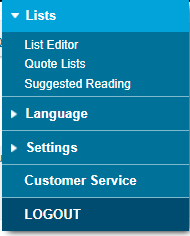 Lists
List Editor
Quote Lists
Suggested Reading
Language
Settings
Customer Service
LOGOUT